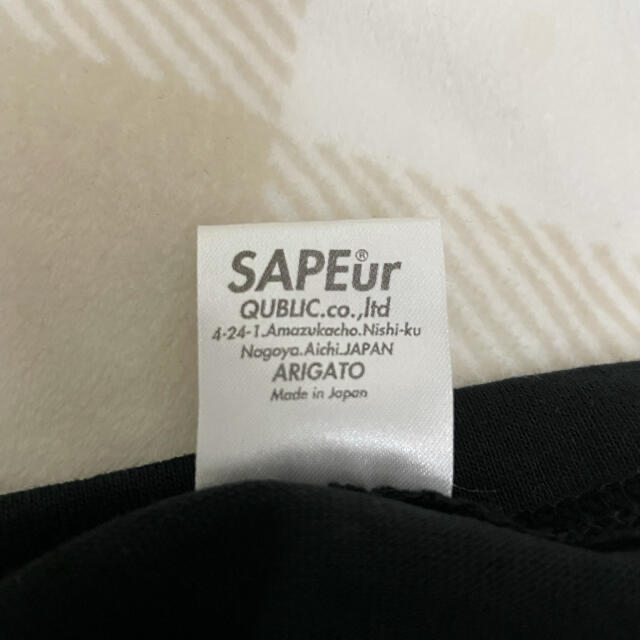 SAPEur®
QUBLIC.co.,ltd
4-24-1.Amazukacho.Nishi-ku
Nagoya.Aichi.JAPAN
ARIGATO
Made in Japan